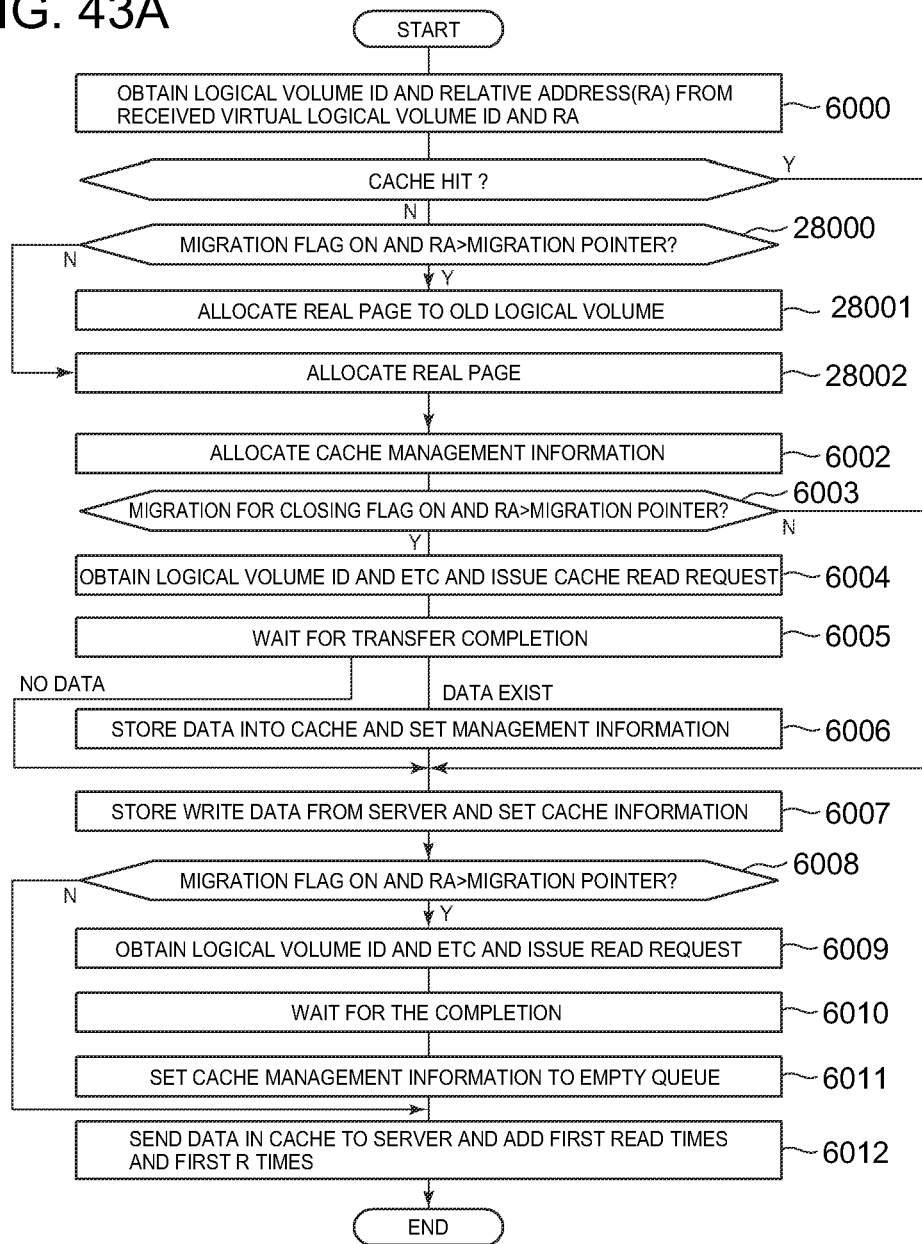 IG. 43A
START
OBTAIN LOGICAL VOLUME ID AND RELATIVE ADDRESS(RA) FROM
RECEIVED VIRTUAL LOGICAL VOLUME ID AND RA
6000
CACHE HIT ?
Y
N
MIGRATION FLAG ON AND RA>MIGRATION POINTER?
28000
N
Y
ALLOCATE REAL PAGE TO OLD LOGICAL VOLUME
28001
ALLOCATE REAL PAGE
28002
ALLOCATE CACHE MANAGEMENT INFORMATION
6002
MIGRATION FOR CLOSING FLAG ON AND RA>MIGRATION POINTER?
6003
N
Y
OBTAIN LOGICAL VOLUME ID AND ETC AND ISSUE CACHE READ REQUEST
6004
WAIT FOR TRANSFER COMPLETION
6005
NO DATA
DATA EXIST
STORE DATA INTO CACHE AND SET MANAGEMENT INFORMATION
6006
STORE WRITE DATA FROM SERVER AND SET CACHE INFORMATION
6007
MIGRATION FLAG ON AND RA>MIGRATION POINTER?
6008
N
Y
OBTAIN LOGICAL VOLUME ID AND ETC AND ISSUE READ REQUEST
6009
WAIT FOR THE COMPLETION
6010
SET CACHE MANAGEMENT INFORMATION TO EMPTY QUEUE
6011
SEND DATA IN CACHE TO SERVER AND ADD FIRST READ TIMES
AND FIRST R TIMES
6012
END